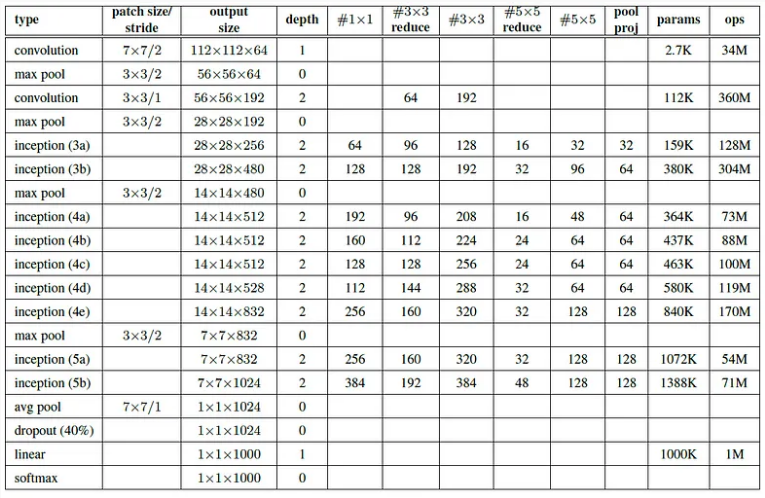 type patch size/ stride output size depth #1×1 #3×3 reduce #3×3 #5×5 reduce #5×5 pool proj params ops
convolution 7×7/2 112×112×64 1 2.7K 34M
max pool 3×3/2 56×56×64 0
convolution 3×3/1 56×56×192 2 64 192 112K 360M
max pool 3×3/2 28×28×192 0
inception (3a) 28×28×256 2 64 96 128 16 32 32 159K 128M
inception (3b) 28×28×480 2 128 128 192 32 96 64 380K 304M
max pool 3×3/2 14×14×480 0
inception (4a) 14×14×512 2 192 96 208 16 48 64 364K 73M
inception (4b) 14×14×512 2 160 112 224 24 64 64 437K 88M
inception (4c) 14×14×512 2 128 128 256 24 64 64 463K 100M
inception (4d) 14×14×528 2 112 144 288 32 64 64 580K 119M
inception (4e) 14×14×832 2 256 160 320 32 128 128 840K 170M
max pool 3×3/2 7×7×832 0
inception (5a) 7×7×832 2 256 160 320 32 128 128 1072K 54M
inception (5b) 7×7×1024 2 384 192 384 48 128 128 1388K 71M
avg pool 7×7/1 1×1×1024 0
dropout (40%) 1×1×1024 0
linear 1×1×1000 1 1000K 1M
softmax 1×1×1000 0